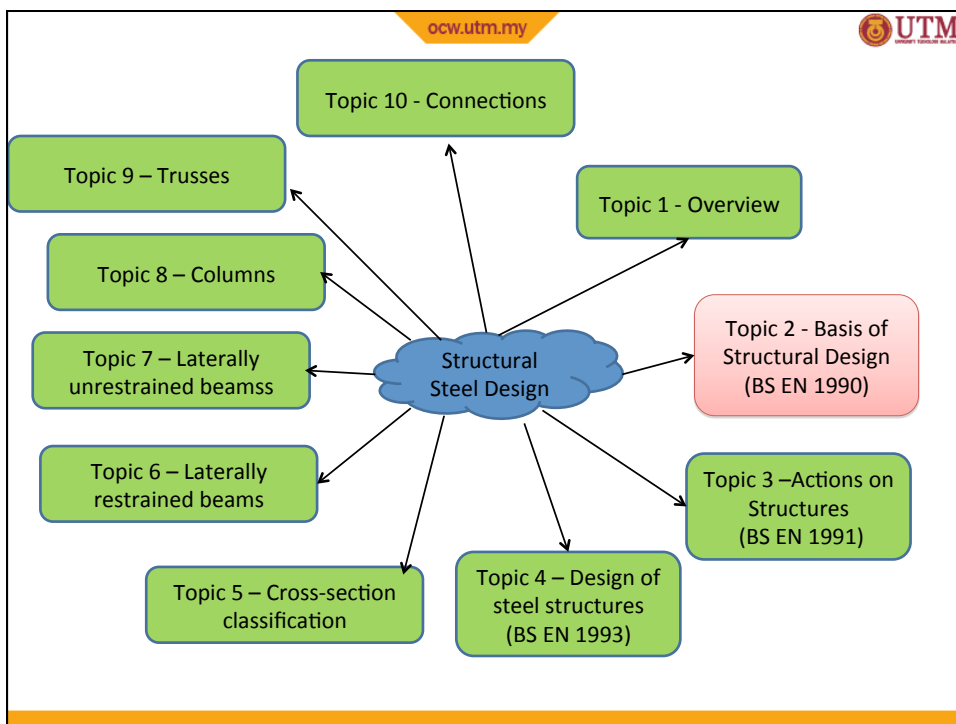 ocw.utm.my
UTM
UNIVERSITI TEKNOLOGI MALAYSIA
Topic 10 - Connections
Topic 9 – Trusses
Topic 1 - Overview
Topic 8 – Columns
Topic 2 - Basis of
Structural Design
(BS EN 1990)
Structural
Steel Design
Topic 7 – Laterally
unrestrained beamss
Topic 6 – Laterally
restrained beams
Topic 3 –Actions on
Structures
(BS EN 1991)
Topic 5 – Cross-section
classification
Topic 4 – Design of
steel structures
(BS EN 1993)